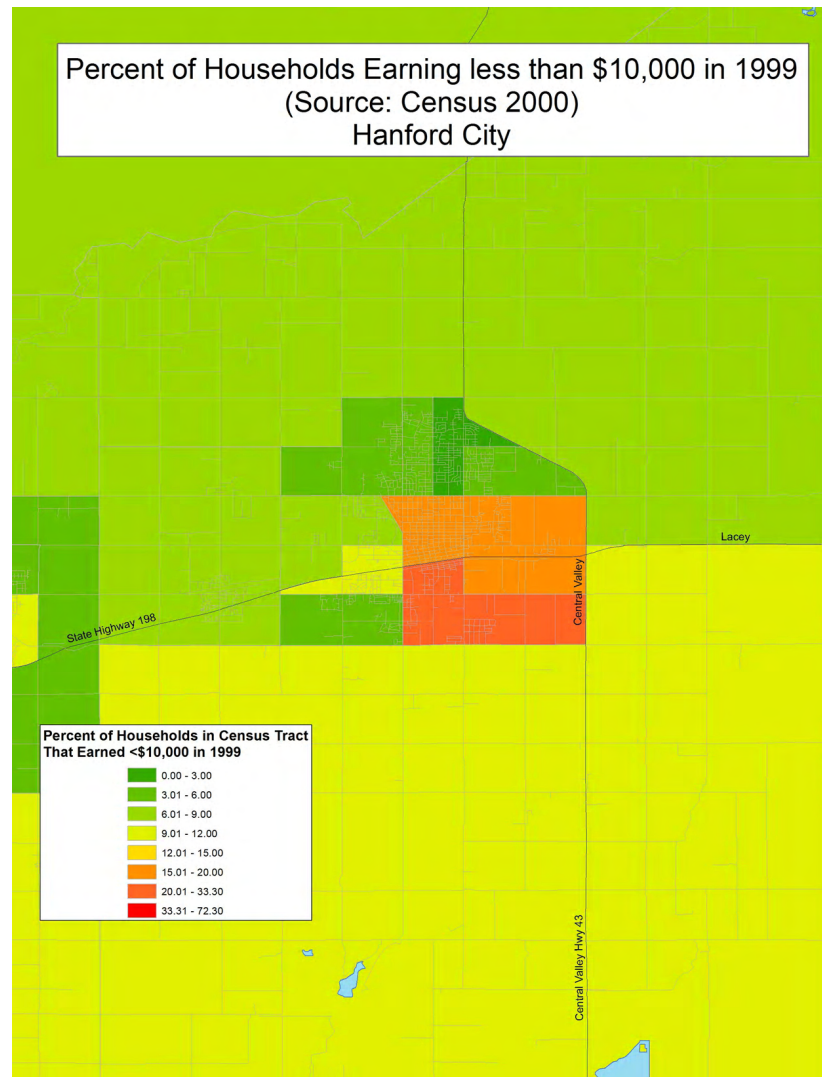 Percent of Households Earning less than $10,000 in 1999
(Source: Census 2000)
Hanford City
Lacey
Central Valley
State Highway 198
Percent of Households in Census Tract
That Earned <$10,000 in 1999
0.00 - 3.00
3.01 - 6.00
6.01 - 9.00
9.01 - 12.00
12.01 - 15.00
15.01 - 20.00
20.01 - 33.30
33.31 - 72.30
Central Valley Hwy 43